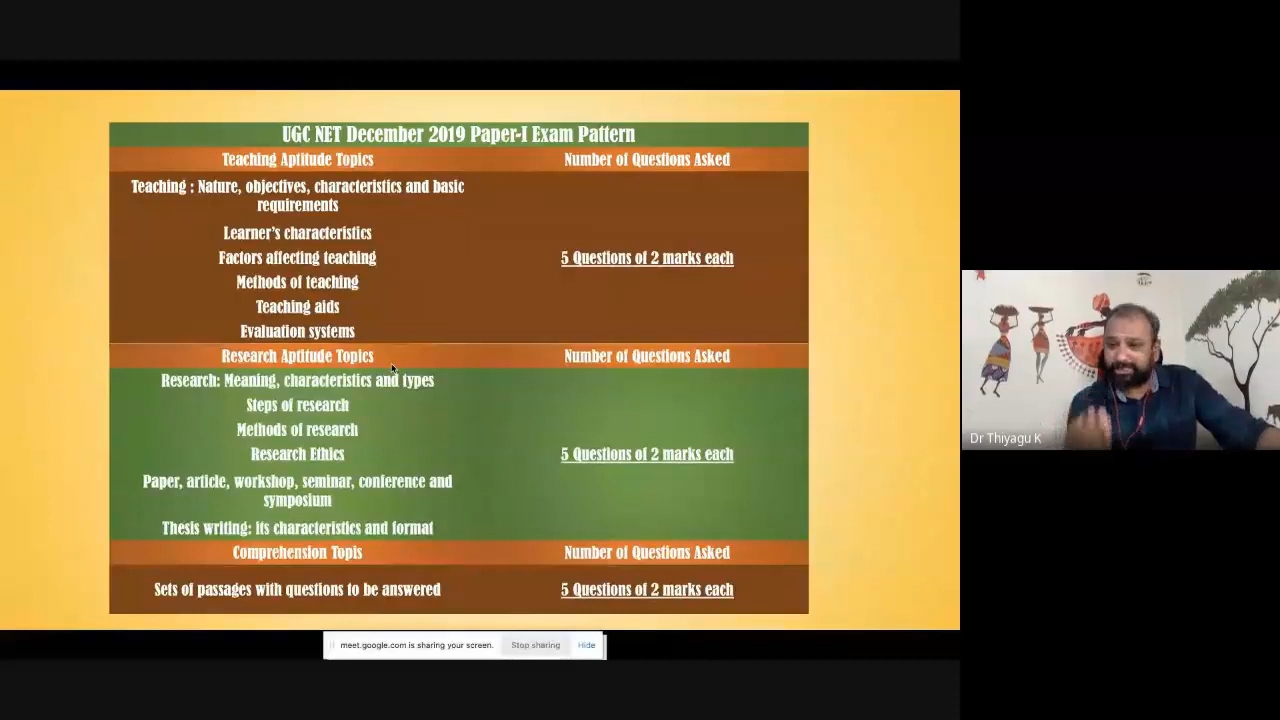 UGC NET December 2019 Paper-I Exam Pattern
Teaching Aptitude Topics
Number of Questions Asked
Teaching : Nature, objectives, characteristics and basic
requirements
Learner's characteristics
Factors affecting teaching
5 Questions of 2 marks each
Methods of teaching
Teaching aids
Evaluation systems
Research Aptitude Topics
Number of Questions Asked
Research: Meaning, characteristics and types
Steps of research
Methods of research
Research Ethics
5 Questions of 2 marks each
Paper, article, workshop, seminar, conference and
symposium
Thesis writing: its characteristics and format
Comprehension Topis
Number of Questions Asked
Sets of passages with questions to be answered
5 Questions of 2 marks each
Dr Thiyagu K
meet.google.com is sharing your screen.
Stop sharing
Hide